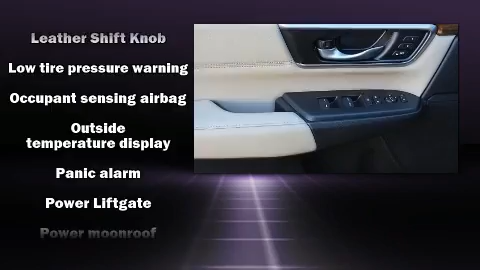 Leather Shift Knob
Low tire pressure warning
Occupant sensing airbag
Outside
temperature display
Panic alarm
Power Liftgate
Power moonroof